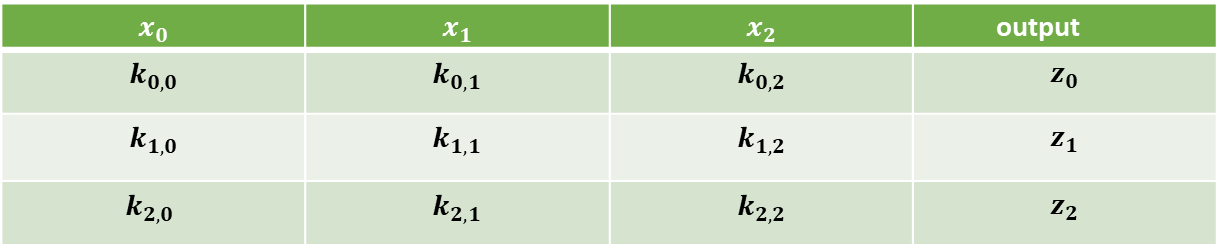 x₀ x₁ x₂ output
k₀,₀ k₀,₁ k₀,₂ z₀
k₁,₀ k₁,₁ k₁,₂ z₁
k₂,₀ k₂,₁ k₂,₂ z₂